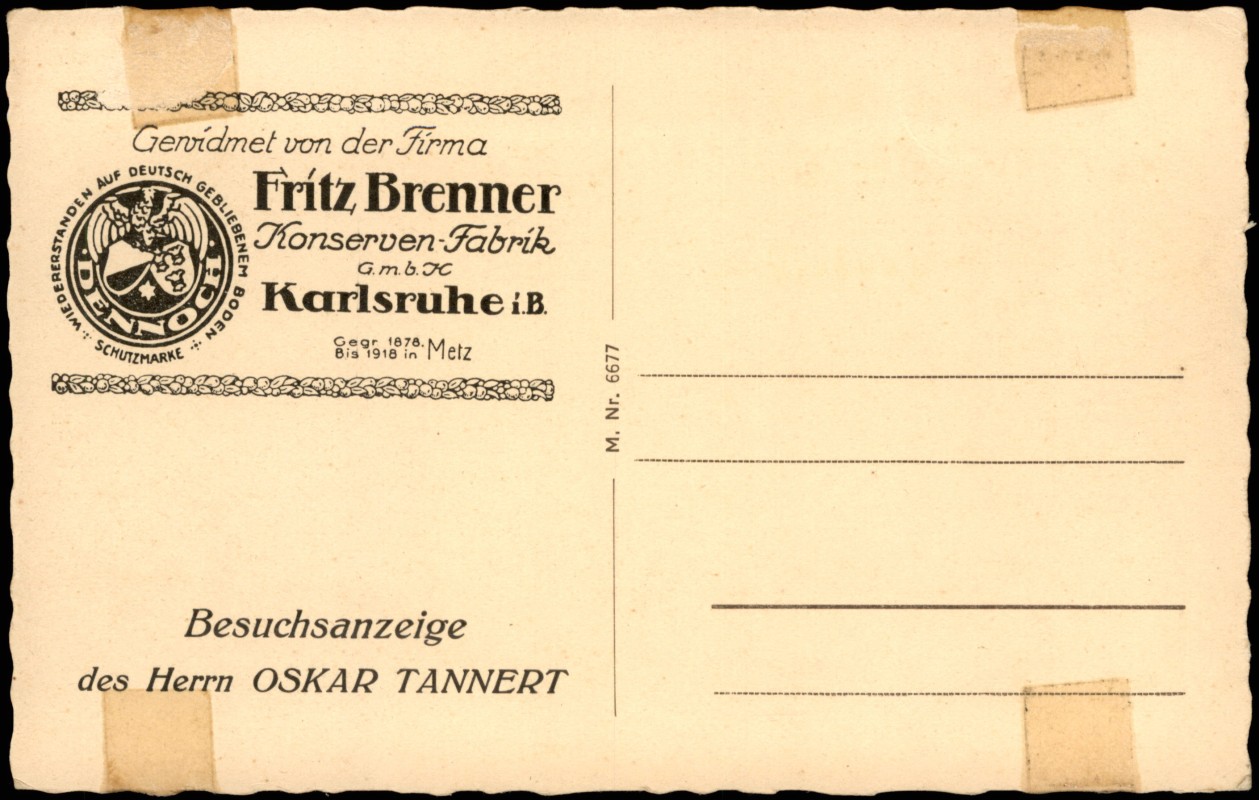 Gewidmet von der Firma
Fritz Brenner
Konserven-Fabrik
G.m.b.H
Karlsruhe i.B.
Gegr. 1878.
Bis 1918 in Metz
WIEDERERSTANDEN AUF DEUTSCH GEBLIEBENEM BODEN
SCHUTZMARKE
DENNOCH
M. Nr. 6677
Besuchsanzeige
des Herrn OSKAR TANNERT